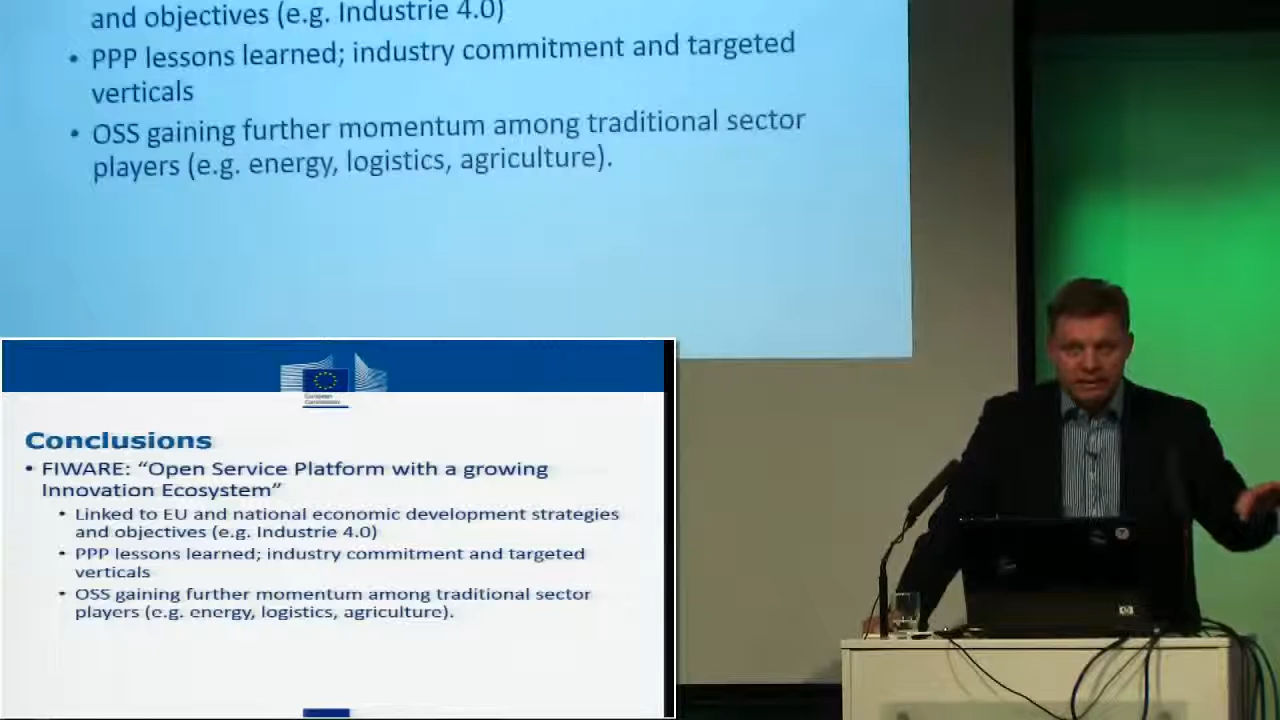 and objectives (e.g. Industrie 4.0)
• PPP lessons learned; industry commitment and targeted
verticals
• OSS gaining further momentum among traditional sector
players (e.g. energy, logistics, agriculture).
European
Commission
Conclusions
• FIWARE: “Open Service Platform with a growing
Innovation Ecosystem”
• Linked to EU and national economic development strategies
and objectives (e.g. Industrie 4.0)
• PPP lessons learned; industry commitment and targeted
verticals
• OSS gaining further momentum among traditional sector
players (e.g. energy, logistics, agriculture).
hp